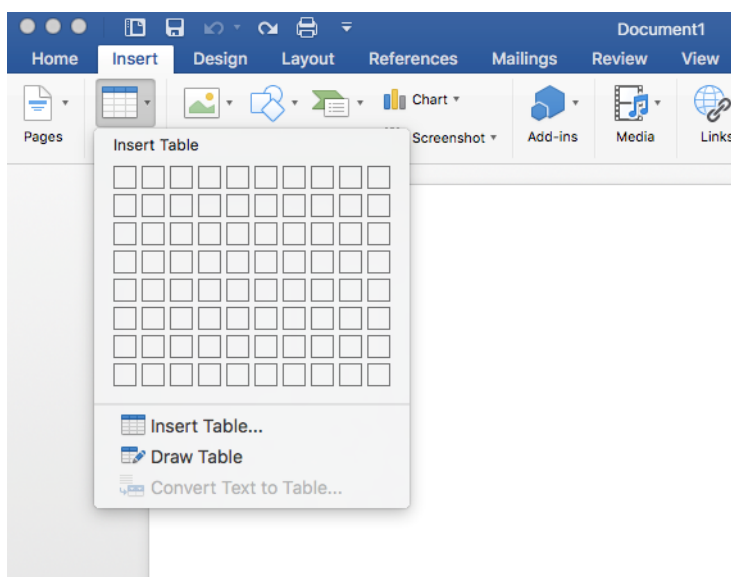 Document1
Home Insert Design Layout References Mailings Review View
Chart
Pages Screenshot Add-ins Media Links
Insert Table
Insert Table...
Draw Table
Convert Text to Table...